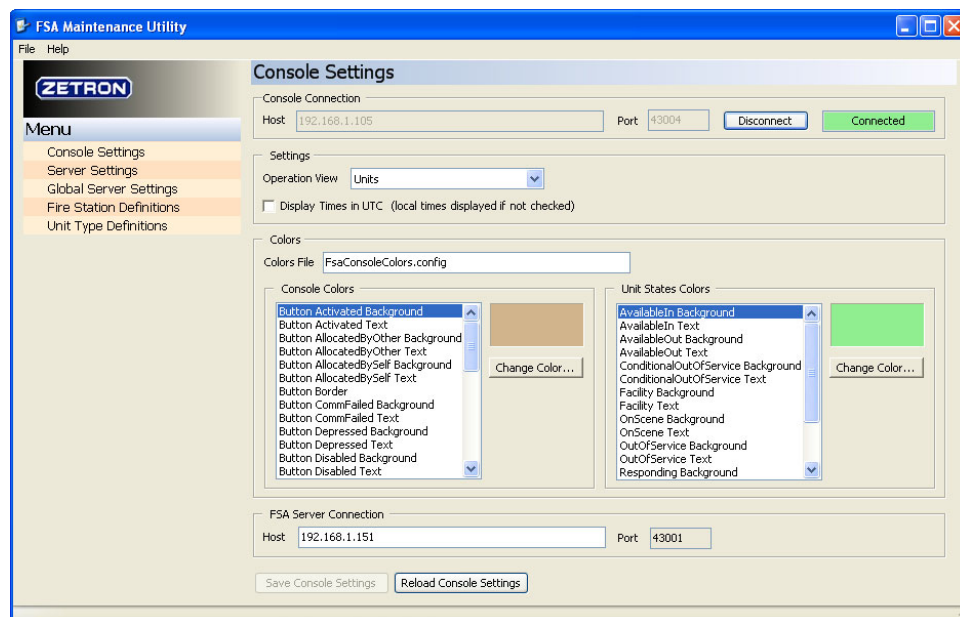 FSA Maintenance Utility
File Help
ZETRON
Menu
Console Settings
Server Settings
Global Server Settings
Fire Station Definitions
Unit Type Definitions
Console Settings
Console Connection
Host 192.168.1.105 Port 43004 Disconnect Connected
Settings
Operation View Units
Display Times in UTC (local times displayed if not checked)
Colors
Colors File FsaConsoleColors.config
Console Colors
Button Activated Background
Button Activated Text
Button AllocatedByOther Background
Button AllocatedByOther Text
Button AllocatedBySelf Background
Button AllocatedBySelf Text
Button Border
Button CommFailed Background
Button CommFailed Text
Button Depressed Background
Button Depressed Text
Button Disabled Background
Button Disabled Text
Change Color...
Unit States Colors
AvailableIn Background
AvailableIn Text
AvailableOut Background
AvailableOut Text
ConditionalOutOfService Background
ConditionalOutOfService Text
Facility Background
Facility Text
OnScene Background
OnScene Text
OutOfService Background
OutOfService Text
Responding Background
Change Color...
FSA Server Connection
Host 192.168.1.151 Port 43001
Save Console Settings Reload Console Settings